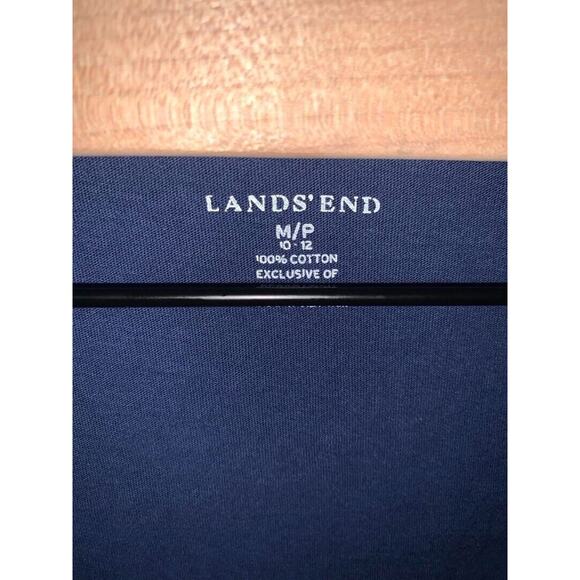 LANDS' END
M/P
10 - 12
100% COTTON
EXCLUSIVE OF